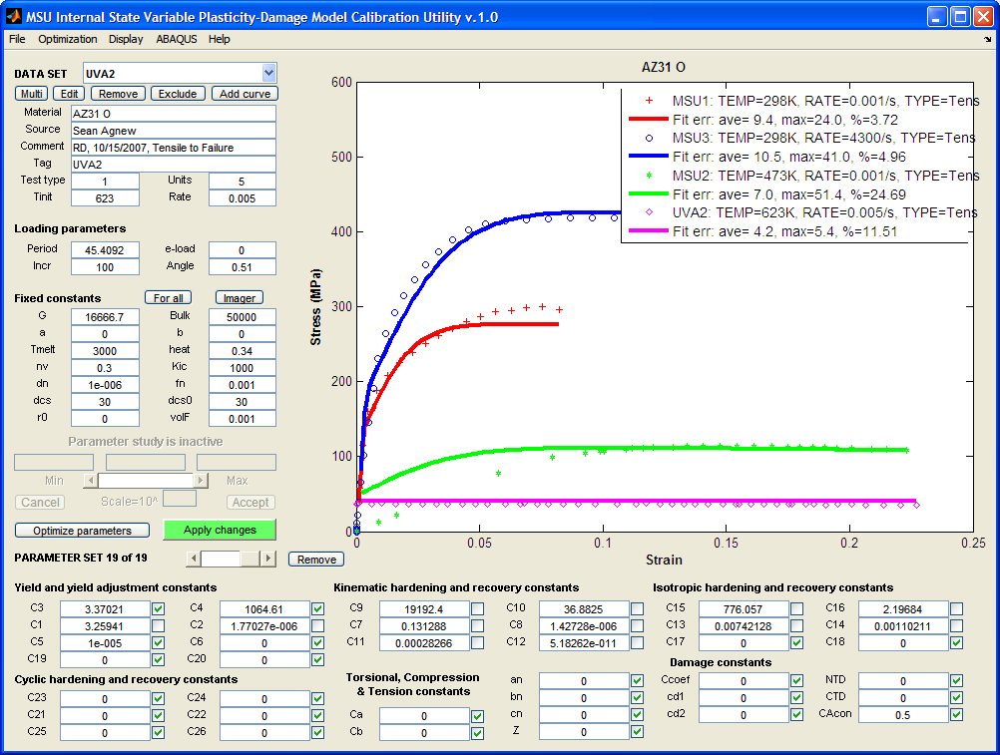 MSU Internal State Variable Plasticity-Damage Model Calibration Utility v.1.0
File Optimization Display ABAQUS Help
DATA SET UVA2
Multi Edit Remove Exclude Add curve
Material AZ31 O
Source Sean Agnew
Comment RD, 10/15/2007, Tensile to Failure
Tag UVA2
Test type 1 Units 5
Tinit 623 Rate 0.005
Loading parameters
Period 45.4092 e-load 0
Incr 100 Angle 0.51
Fixed constants For all Imager
G 16666.7 Bulk 50000
a 0 b 0
Tmelt 3000 heat 0.34
nv 0.3 Kic 1000
dn 1e-006 fn 0.001
dcs 30 dcs0 30
r0 0 volF 0.001
Parameter study is inactive
Min Max
Cancel Scale=10^ Accept
Optimize parameters Apply changes
AZ31 O
600
500
400
300
200
100
0
Stress (MPa)
0 0.05 0.1 0.15 0.2 0.25
Strain
MSU1: TEMP=298K, RATE=0.001/s, TYPE=Tens
Fit err: ave= 9.4, max=24.0, %=3.72
MSU3: TEMP=298K, RATE=4300/s, TYPE=Tens
Fit err: ave= 10.5, max=41.0, %=4.96
MSU2: TEMP=473K, RATE=0.001/s, TYPE=Tens
Fit err: ave= 7.0, max=51.4, %=24.69
UVA2: TEMP=623K, RATE=0.005/s, TYPE=Tens
Fit err: ave= 4.2, max=5.4, %=11.51
PARAMETER SET 19 of 19 Remove
Yield and yield adjustment constants
C3 3.37021 C4 1064.61
C1 3.25941 C2 1.77027e-006
C5 1e-005 C6 0
C19 0 C20 0
Cyclic hardening and recovery constants
C23 0 C24 0
C21 0 C22 0
C25 0 C26 0
Kinematic hardening and recovery constants
C9 19192.4 C10 36.8825
C7 0.131288 C8 1.42728e-006
C11 0.00028266 C12 5.18262e-011
Torsional, Compression
& Tension constants
Ca 0
Cb 0
an 0
bn 0
cn 0
Z 0
Isotropic hardening and recovery constants
C15 776.057 C16 2.19684
C13 0.00742128 C14 0.00110211
C17 0 C18 0
Damage constants
Ccoef 0 NTD 0
cd1 0 CTD 0
cd2 0 CAcon 0.5